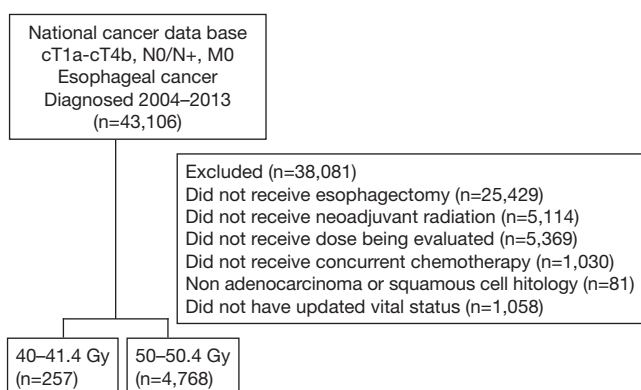 National cancer data base
cT1a-cT4b, N0/N+, M0
Esophageal cancer
Diagnosed 2004–2013
(n=43,106)
Excluded (n=38,081)
Did not receive esophagectomy (n=25,429)
Did not receive neoadjuvant radiation (n=5,114)
Did not receive dose being evaluated (n=5,369)
Did not receive concurrent chemotherapy (n=1,030)
Non adenocarcinoma or squamous cell hitology (n=81)
Did not have updated vital status (n=1,058)
40–41.4 Gy
(n=257)
50–50.4 Gy
(n=4,768)